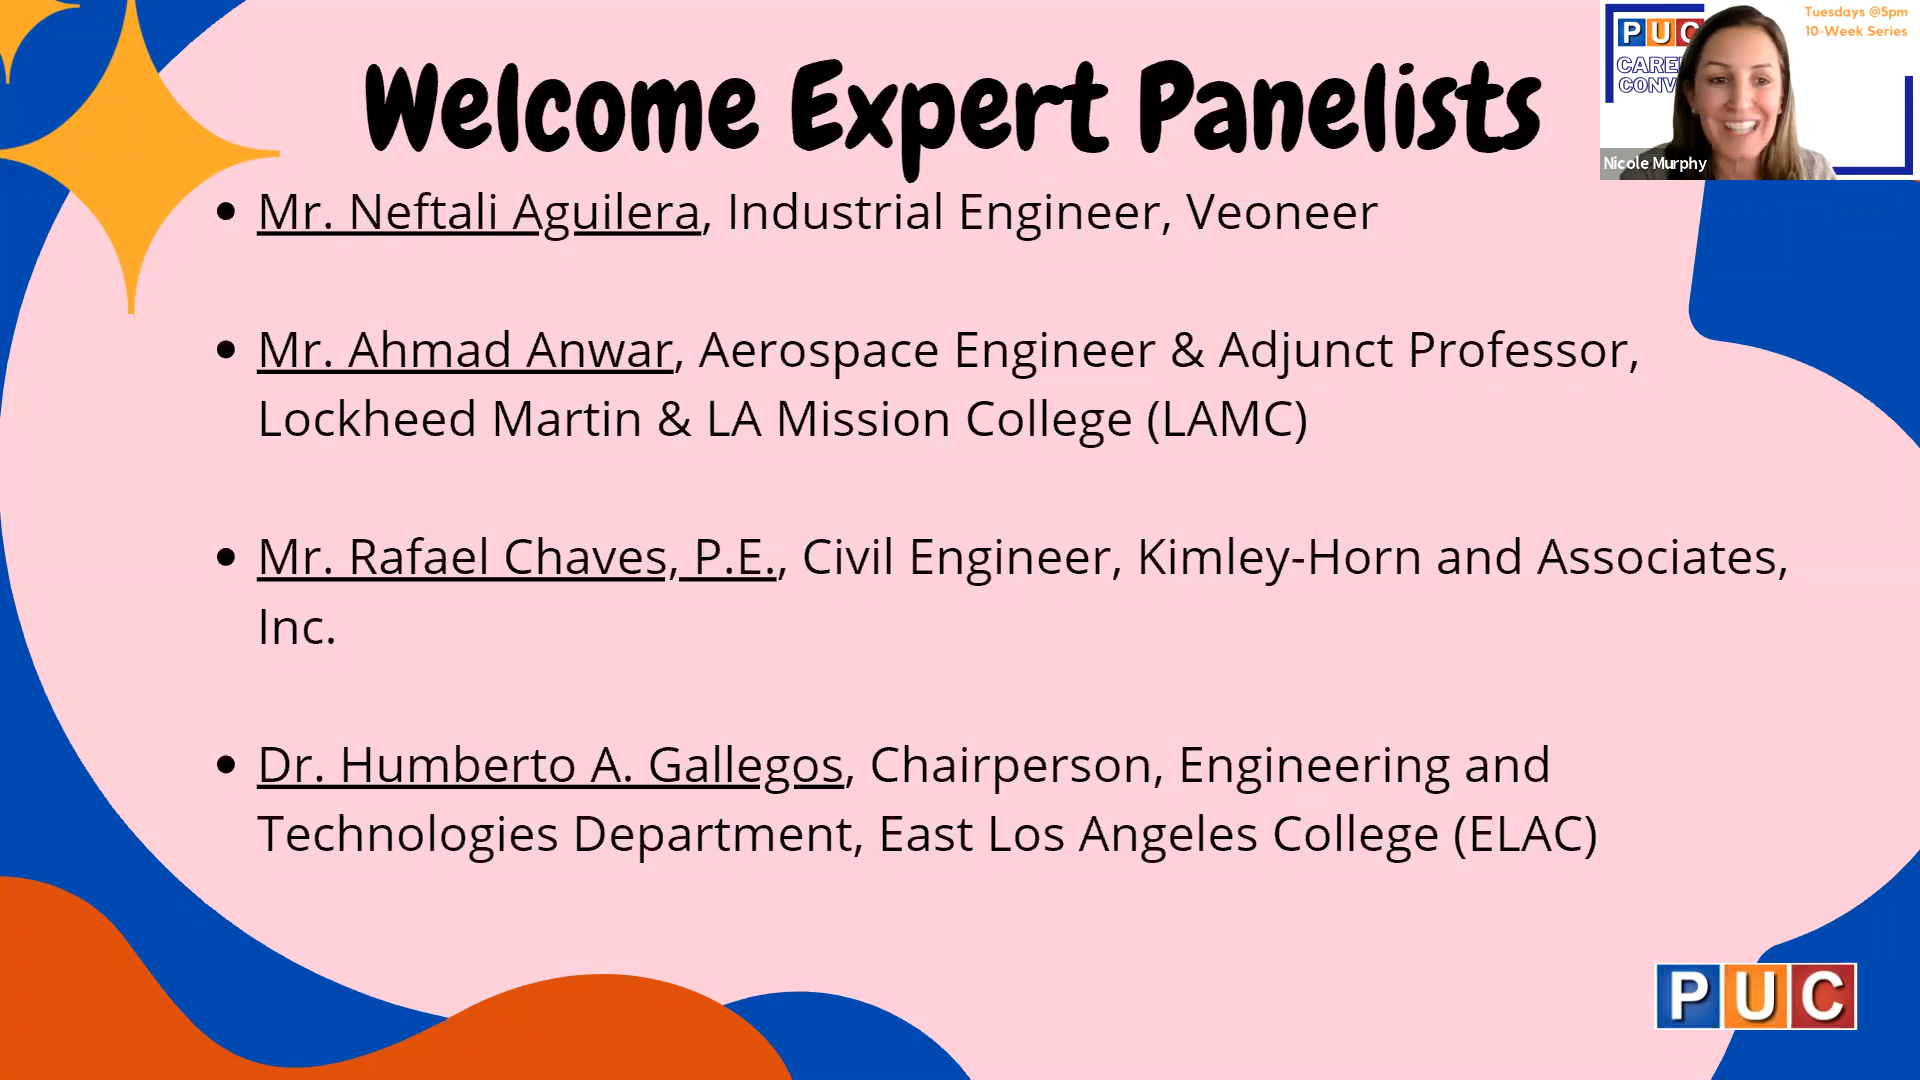 Welcome Expert Panelists
• Mr. Neftali Aguilera, Industrial Engineer, Veoneer
• Mr. Ahmad Anwar, Aerospace Engineer & Adjunct Professor,
Lockheed Martin & LA Mission College (LAMC)
• Mr. Rafael Chaves, P.E., Civil Engineer, Kimley-Horn and Associates,
Inc.
• Dr. Humberto A. Gallegos, Chairperson, Engineering and
Technologies Department, East Los Angeles College (ELAC)
PUC
Tuesdays @5pm
10-Week Series
PUC
Nicole Murphy